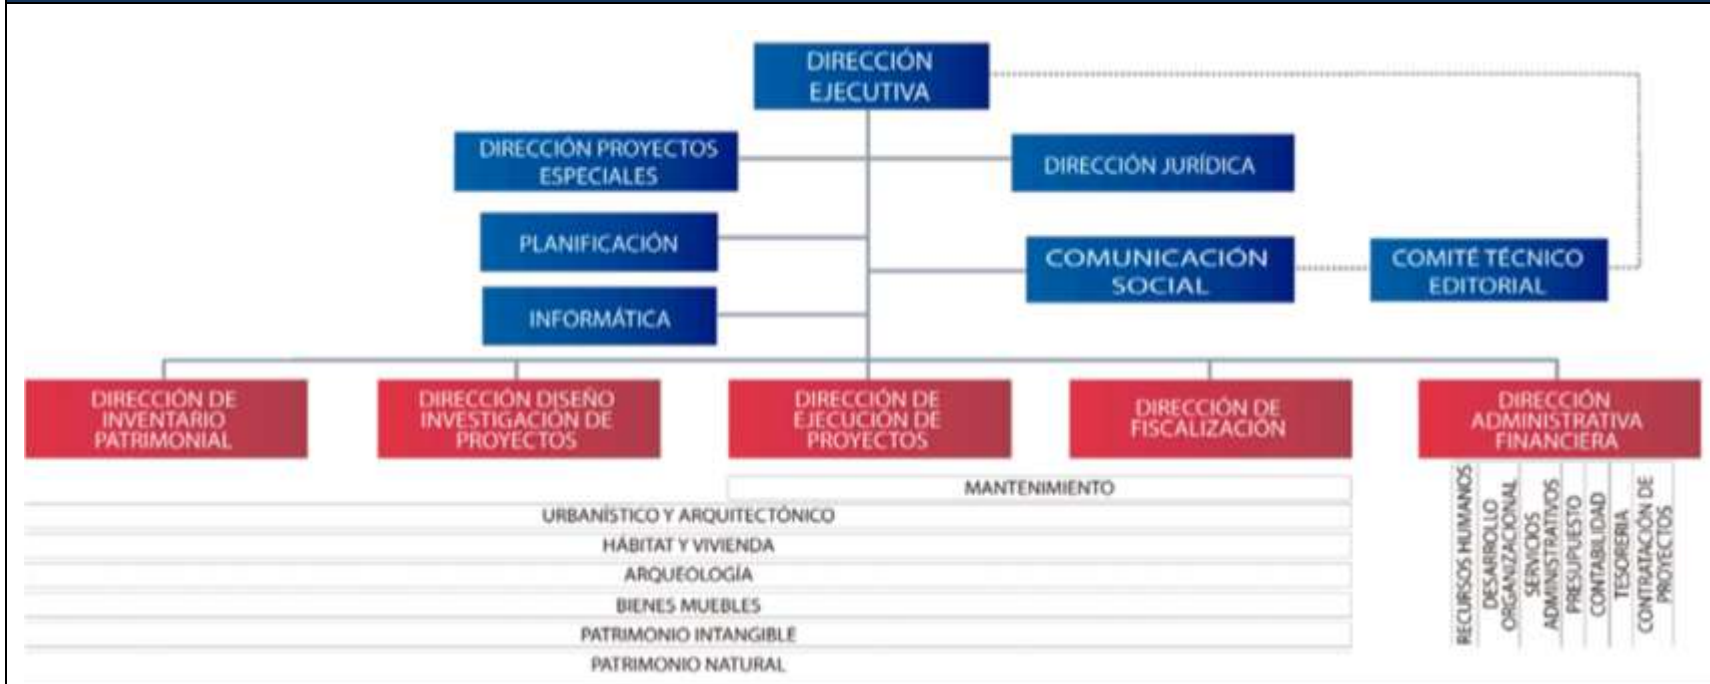 DIRECCIÓN
EJECUTIVA
DIRECCIÓN PROYECTOS
ESPECIALES
DIRECCIÓN JURÍDICA
PLANIFICACIÓN
COMUNICACIÓN
SOCIAL
COMITÉ TÉCNICO
EDITORIAL
INFORMÁTICA
DIRECCIÓN DE
INVENTARIO
PATRIMONIAL
DIRECCIÓN DISEÑO
INVESTIGACIÓN DE
PROYECTOS
DIRECCIÓN DE
EJECUCIÓN DE
PROYECTOS
DIRECCIÓN DE
FISCALIZACIÓN
DIRECCIÓN
ADMINISTRATIVA
FINANCIERA
MANTENIMIENTO
URBANÍSTICO Y ARQUITECTÓNICO
HÁBITAT Y VIVIENDA
ARQUEOLOGÍA
BIENES MUEBLES
PATRIMONIO INTANGIBLE
PATRIMONIO NATURAL
RECURSOS HUMANOS
DESARROLLO
ORGANIZACIONAL
SERVICIOS
ADMINISTRATIVOS
PRESUPUESTO
CONTABILIDAD
TESORERIA
CONTRATACIÓN DE
PROYECTOS